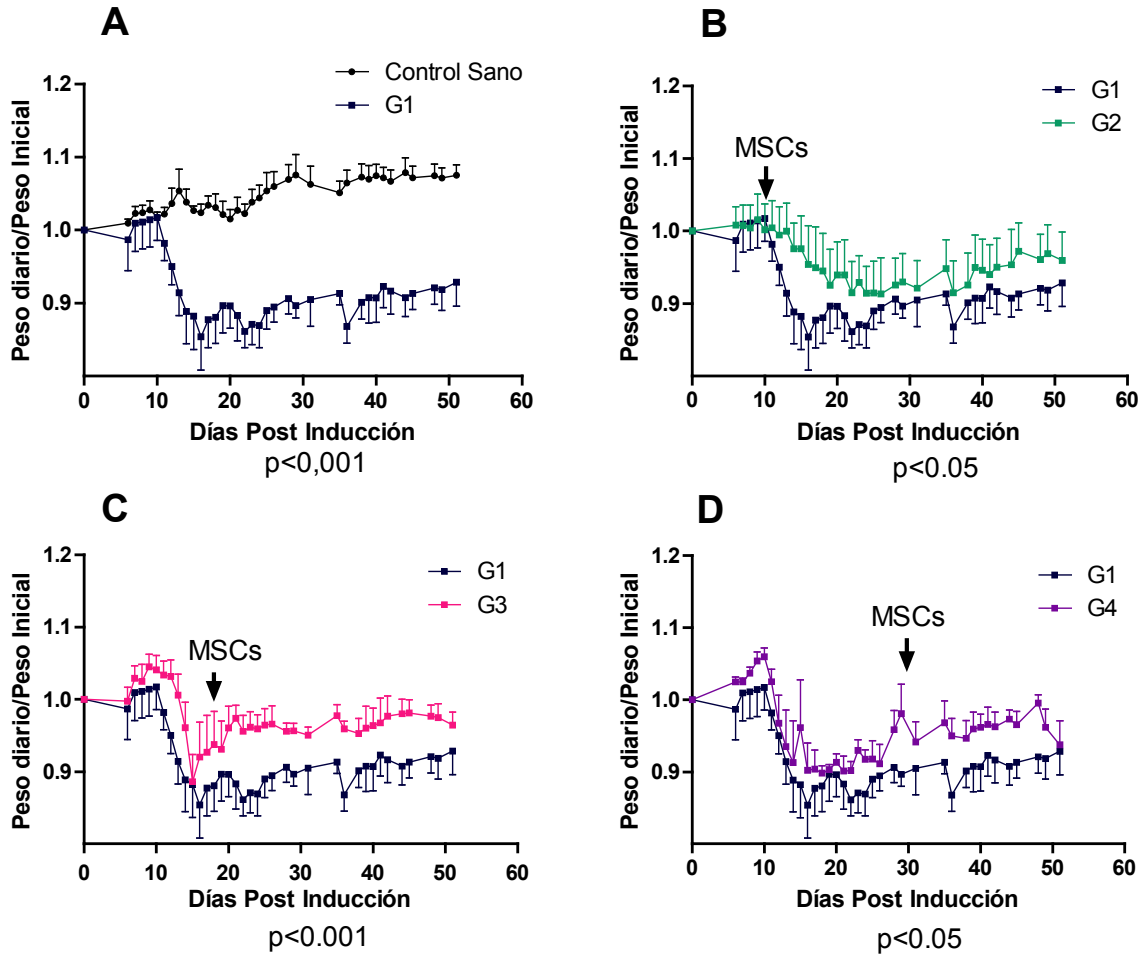 A
Control Sano
G1
Peso diario/Peso Inicial
1.2
1.1
1.0
0.9
0 10 20 30 40 50 60
Días Post Inducción
p<0,001
B
G1
G2
MSCs
Peso diario/Peso Inicial
1.2
1.1
1.0
0.9
0 10 20 30 40 50 60
Días Post Inducción
p<0.05
C
G1
G3
MSCs
Peso diario/Peso Inicial
1.2
1.1
1.0
0.9
0 10 20 30 40 50 60
Días Post Inducción
p<0.001
D
G1
G4
MSCs
Peso diario/Peso Inicial
1.2
1.1
1.0
0.9
0 10 20 30 40 50 60
Días Post Inducción
p<0.05